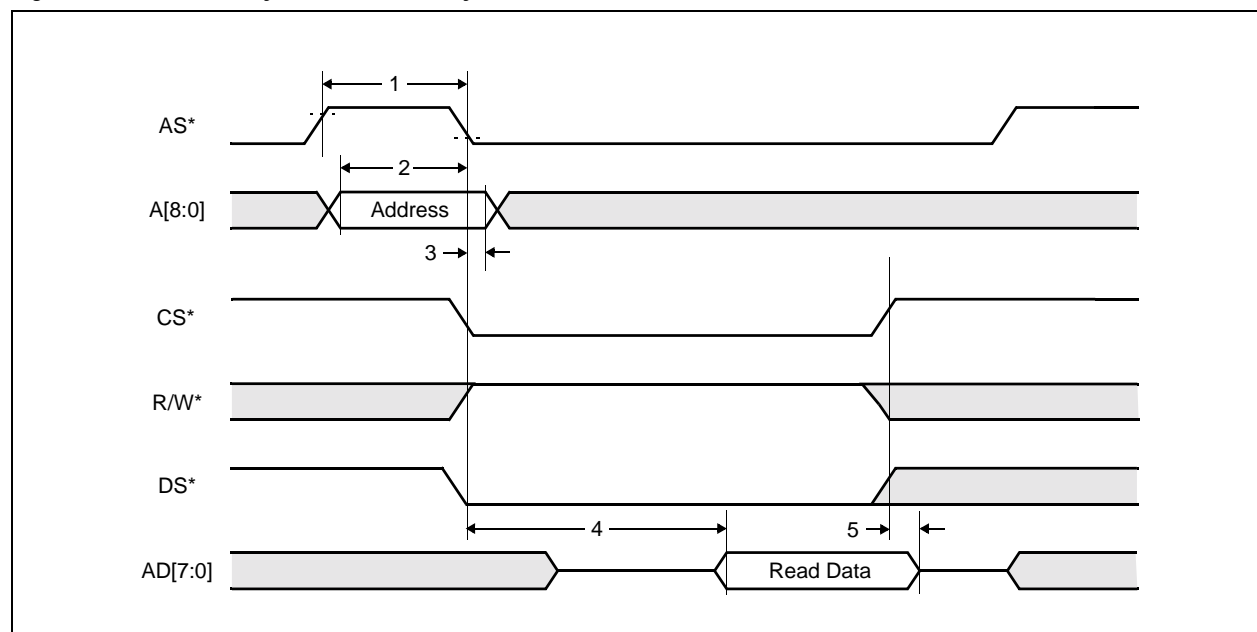 1
AS*
2
A[8:0]
Address
3
CS*
R/W*
DS*
4
5
AD[7:0]
Read Data